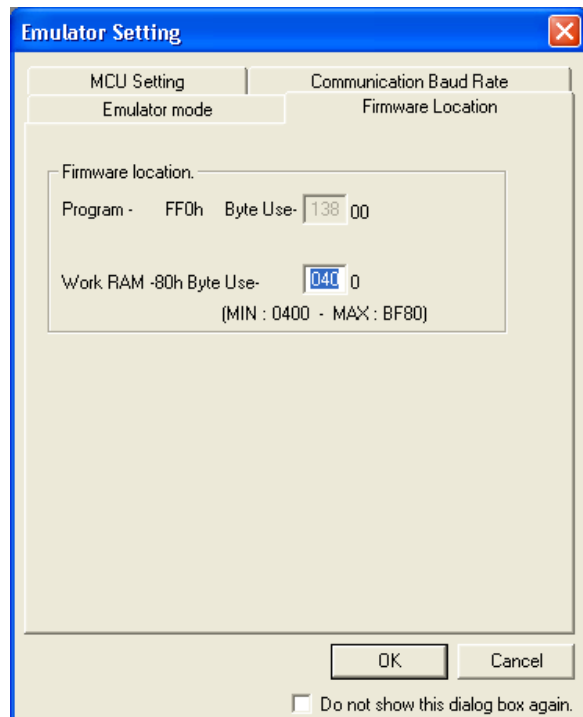 Emulator Setting
MCU Setting Communication Baud Rate
Emulator mode Firmware Location
Firmware location.
Program - FF0h Byte Use- 138 00
Work RAM -80h Byte Use- 040 0
(MIN : 0400 - MAX : BF80)
OK Cancel
Do not show this dialog box again.